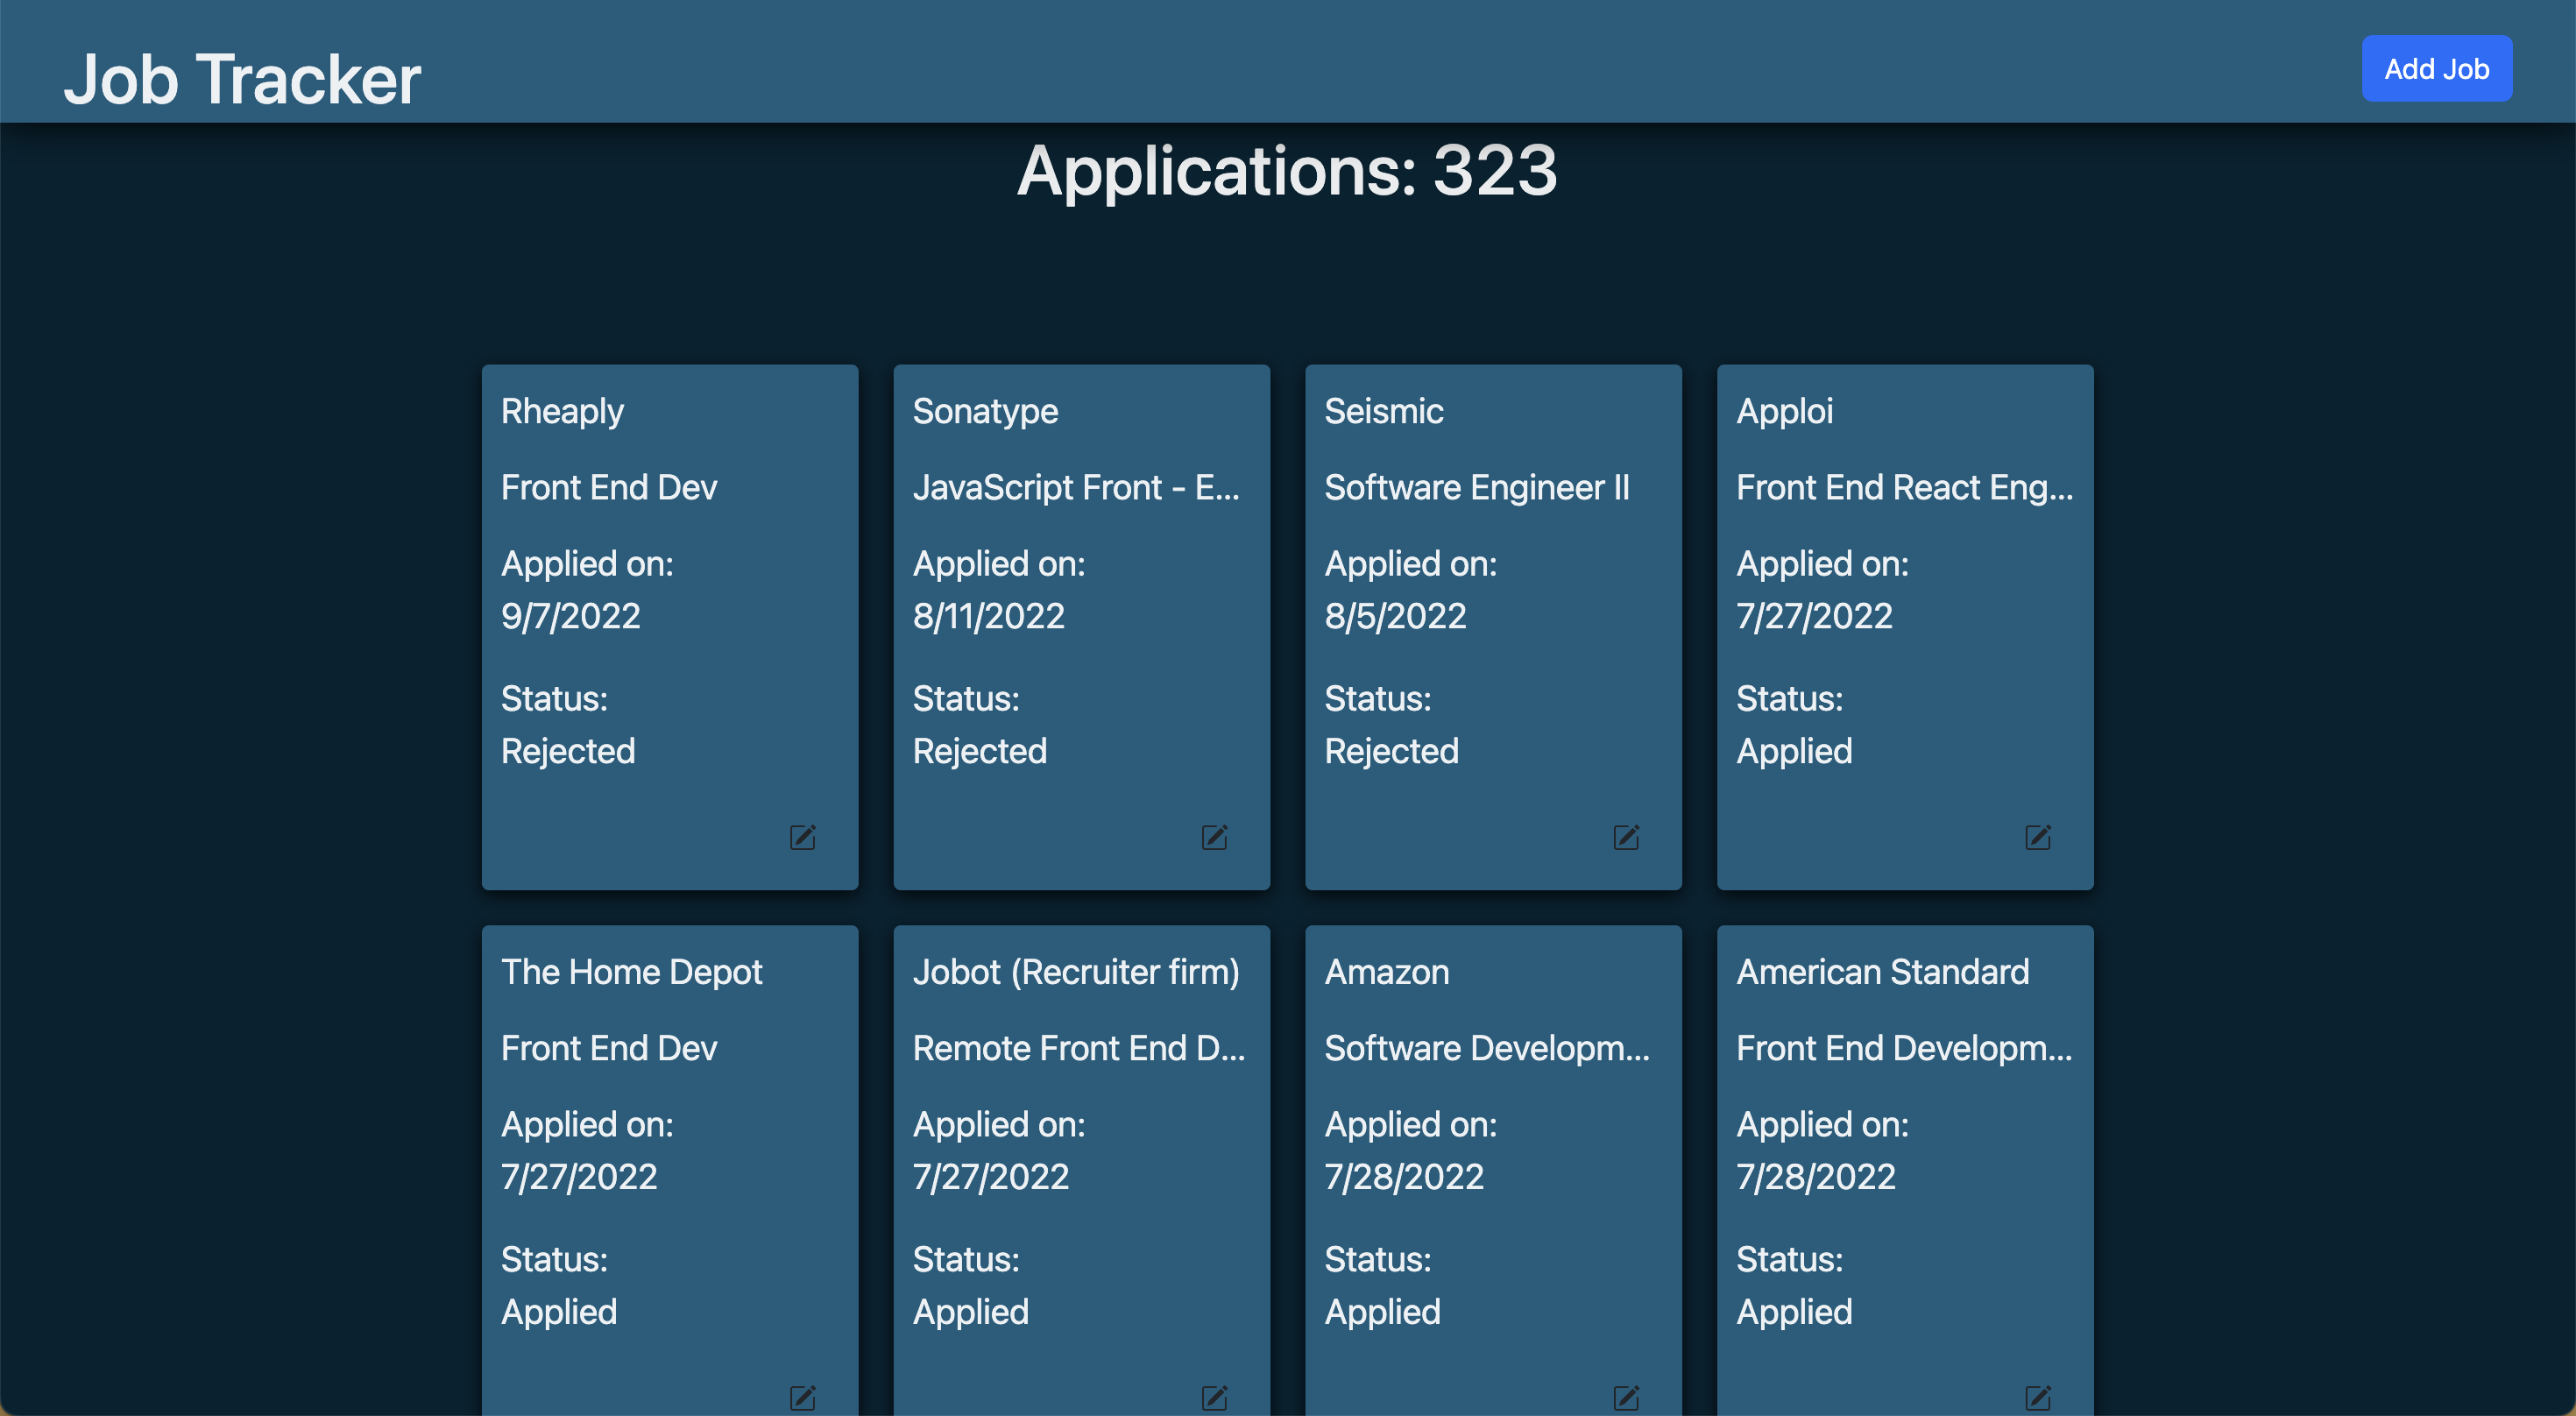 Job Tracker
Add Job
Applications: 323
Rheaply
Front End Dev
Applied on:
9/7/2022
Status:
Rejected
Sonatype
JavaScript Front - E...
Applied on:
8/11/2022
Status:
Rejected
Seismic
Software Engineer II
Applied on:
8/5/2022
Status:
Rejected
Apploi
Front End React Eng...
Applied on:
7/27/2022
Status:
Applied
The Home Depot
Front End Dev
Applied on:
7/27/2022
Status:
Applied
Jobot (Recruiter firm)
Remote Front End D...
Applied on:
7/27/2022
Status:
Applied
Amazon
Software Developm...
Applied on:
7/28/2022
Status:
Applied
American Standard
Front End Developm...
Applied on:
7/28/2022
Status:
Applied